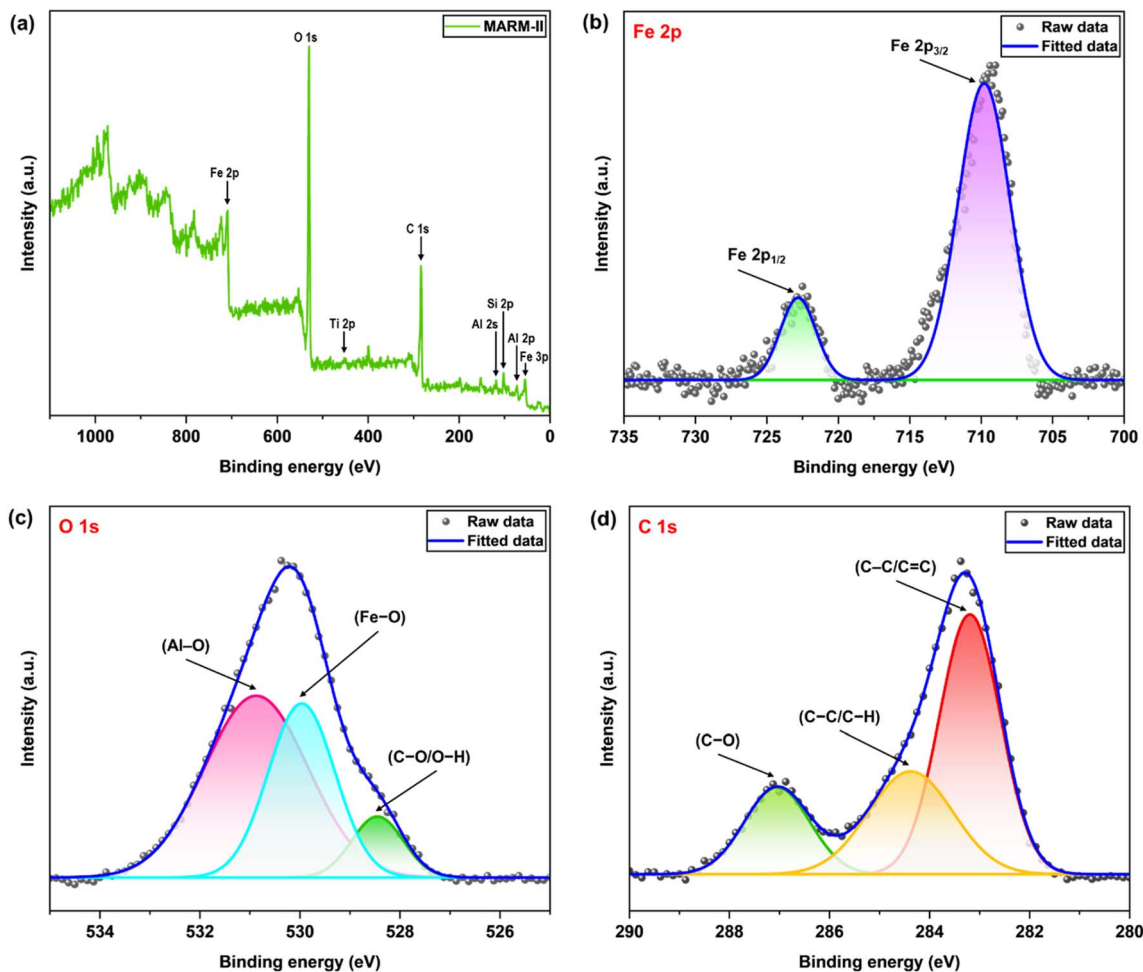 (a)
MARM-II
O 1s
Fe 2p
C 1s
Si 2p
Al 2s
Al 2p
Ti 2p
Fe 3p
Intensity (a.u.)
1000 800 600 400 200 0
Binding energy (eV)
(b)
Fe 2p
Raw data
Fitted data
Fe 2p3/2
Fe 2p1/2
Intensity (a.u.)
735 730 725 720 715 710 705 700
Binding energy (eV)
(c)
O 1s
Raw data
Fitted data
(Fe−O)
(Al–O)
(C−O/O−H)
Intensity (a.u.)
534 532 530 528 526
Binding energy (eV)
(d)
C 1s
Raw data
Fitted data
(C−C/C=C)
(C−C/C−H)
(C−O)
Intensity (a.u.)
290 288 286 284 282 280
Binding energy (eV)